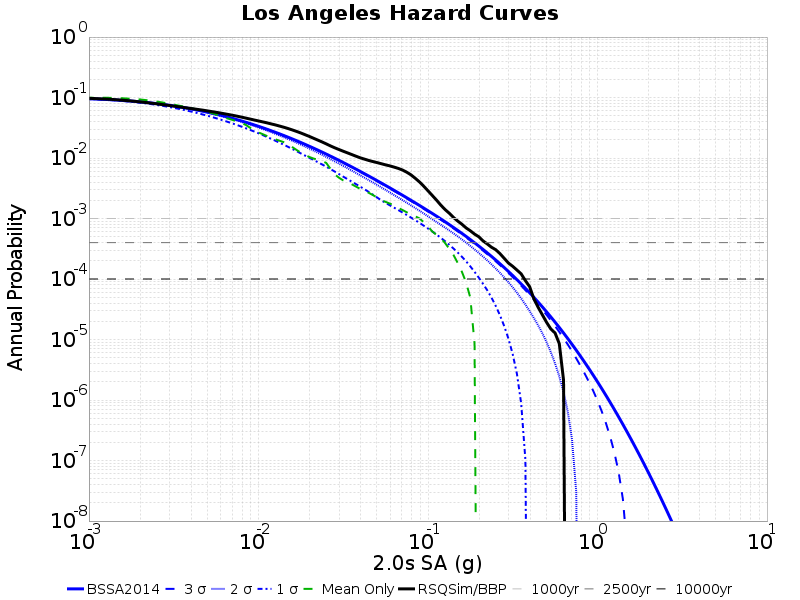 Los Angeles Hazard Curves
Annual Probability
10^0
10^-1
10^-2
10^-3
10^-4
10^-5
10^-6
10^-7
10^-8
10^-3 10^-2 10^-1 10^0 10^1
2.0s SA (g)
BSSA2014 3 σ 2 σ 1 σ Mean Only RSQSim/BBP 1000yr 2500yr 10000yr